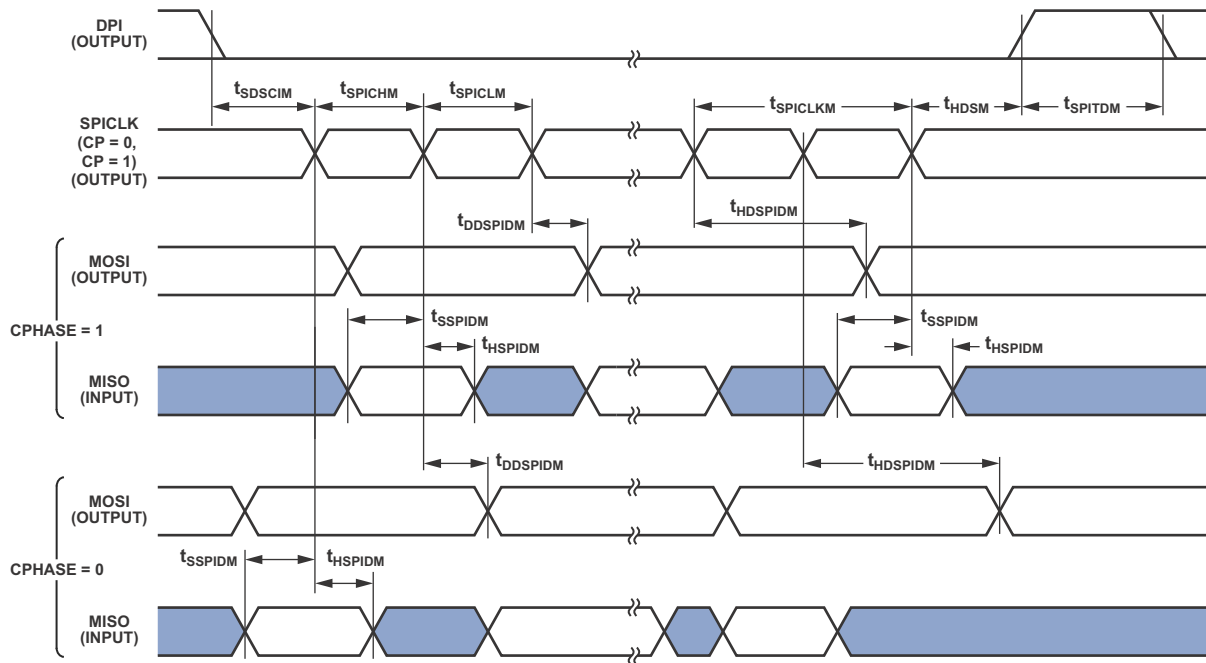 DPI
(OUTPUT)
tSDSCIM
tSPICHM
tSPICLM
tSPICLKM
tHDSM
tSPITDM
SPICLK
(CP = 0,
CP = 1)
(OUTPUT)
tDDSPIDM
tHDSPIDM
MOSI
(OUTPUT)
CPHASE = 1
tSSPIDM
tHSPIDM
tSSPIDM
tHSPIDM
MISO
(INPUT)
tDDSPIDM
tHDSPIDM
MOSI
(OUTPUT)
CPHASE = 0
tSSPIDM
tHSPIDM
MISO
(INPUT)